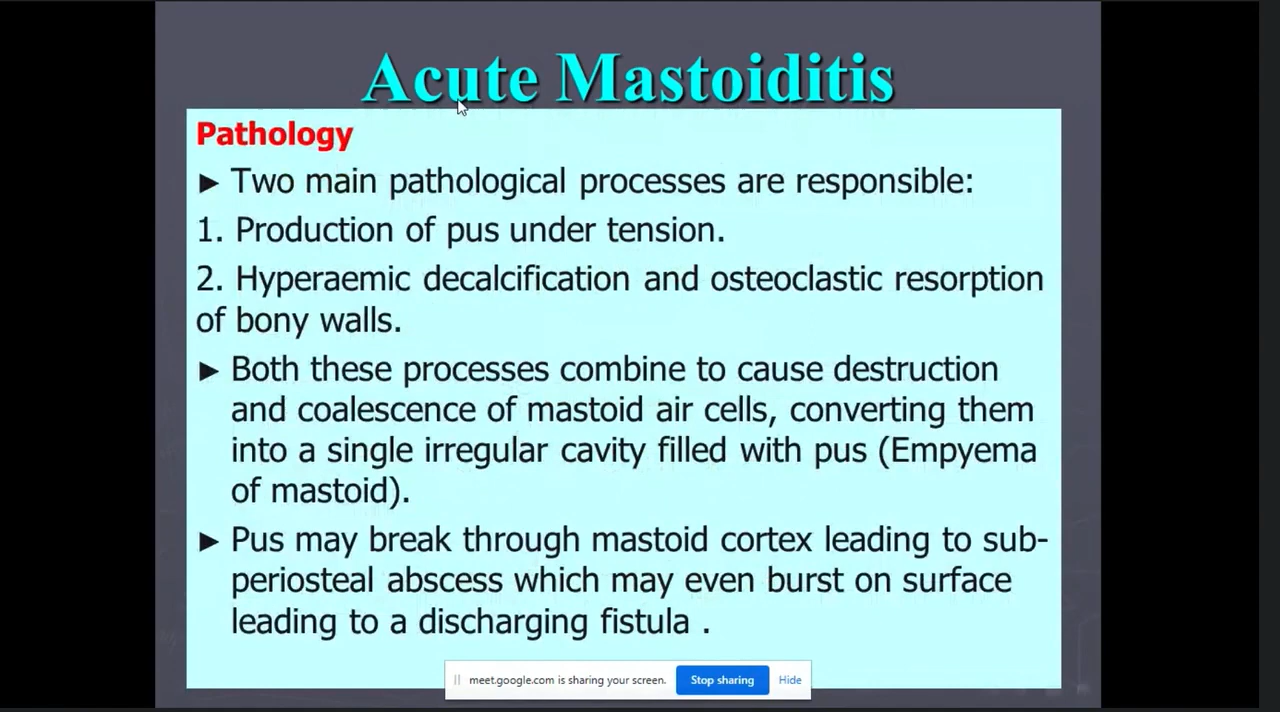 Acute Mastoiditis
Pathology
► Two main pathological processes are responsible:
1. Production of pus under tension.
2. Hyperaemic decalcification and osteoclastic resorption
of bony walls.
► Both these processes combine to cause destruction
and coalescence of mastoid air cells, converting them
into a single irregular cavity filled with pus (Empyema
of mastoid).
► Pus may break through mastoid cortex leading to sub-
periosteal abscess which may even burst on surface
leading to a discharging fistula .
meet.google.com is sharing your screen. Stop sharing Hide